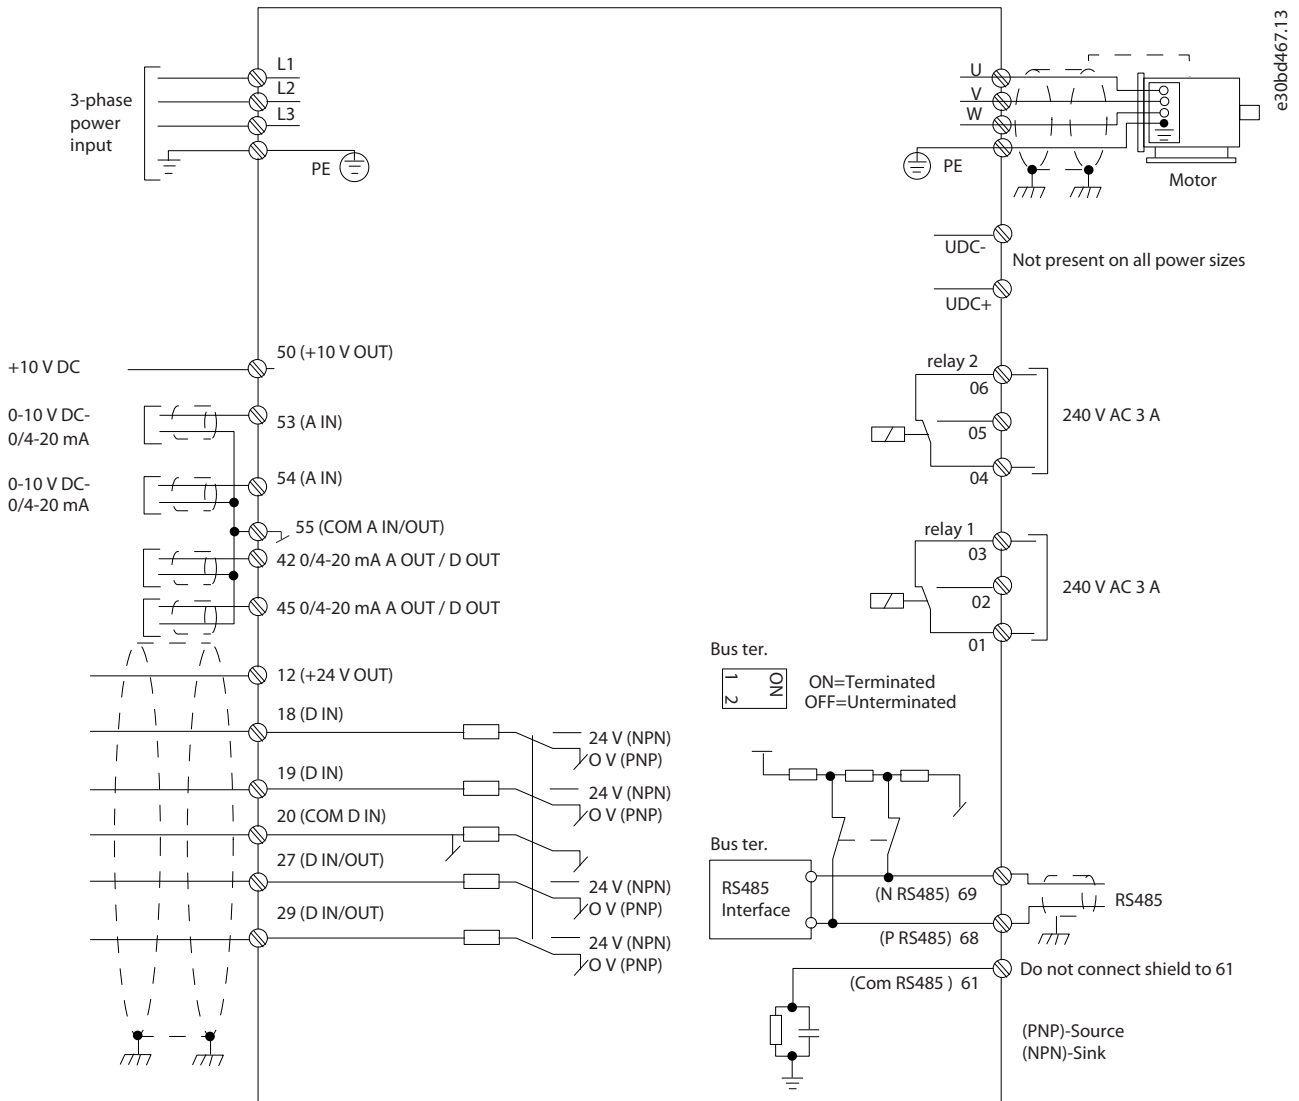 e30bd467.13
3-phase
power
input
L1
L2
L3
PE
U
V
W
PE
Motor
UDC-
Not present on all power sizes
UDC+
+10 V DC
50 (+10 V OUT)
0-10 V DC-
0/4-20 mA
53 (A IN)
0-10 V DC-
0/4-20 mA
54 (A IN)
55 (COM A IN/OUT)
42 0/4-20 mA A OUT / D OUT
45 0/4-20 mA A OUT / D OUT
12 (+24 V OUT)
18 (D IN)
24 V (NPN)
O V (PNP)
19 (D IN)
24 V (NPN)
O V (PNP)
20 (COM D IN)
27 (D IN/OUT)
24 V (NPN)
O V (PNP)
29 (D IN/OUT)
24 V (NPN)
O V (PNP)
relay 2
06
05
04
240 V AC 3 A
relay 1
03
02
01
240 V AC 3 A
Bus ter.
1
2
ON
ON=Terminated
OFF=Unterminated
Bus ter.
RS485
Interface
(N RS485) 69
RS485
(P RS485) 68
(Com RS485 ) 61
Do not connect shield to 61
(PNP)-Source
(NPN)-Sink